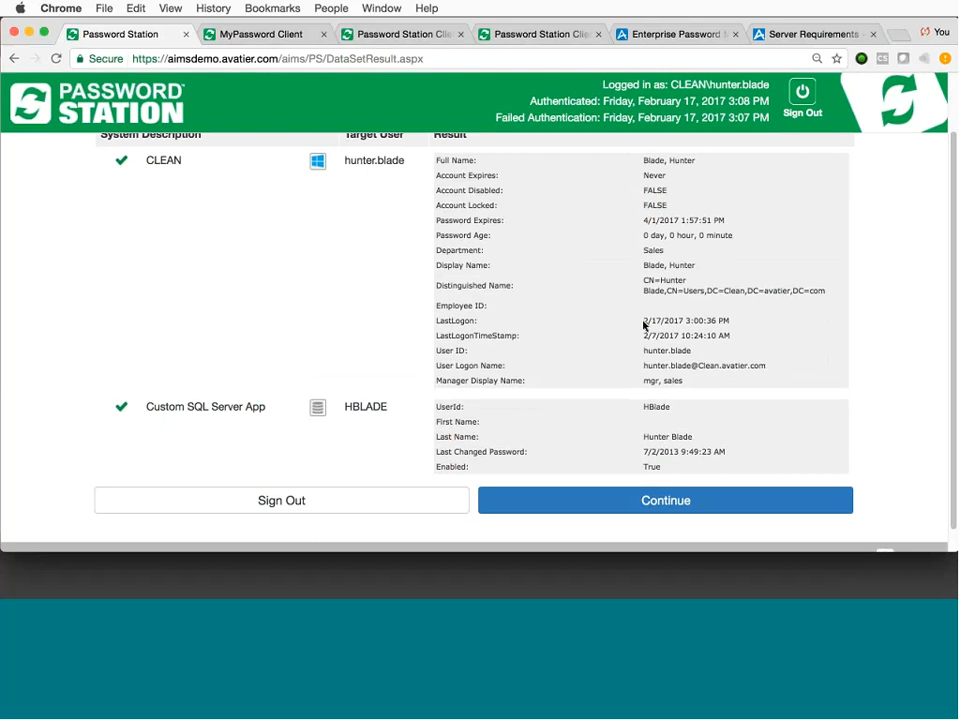 Chrome File Edit View History Bookmarks People Window Help
Password Station MyPassword Client Password Station Clie Password Station Clie Enterprise Password M Server Requirements - You
Secure https://aimsdemo.avatier.com/aims/PS/DataSetResult.aspx
PASSWORD STATION
Logged in as: CLEAN\hunter.blade
Authenticated: Friday, February 17, 2017 3:08 PM
Failed Authentication: Friday, February 17, 2017 3:07 PM
Sign Out
System Description Target User Result
CLEAN hunter.blade Full Name: Blade, Hunter
Account Expires: Never
Account Disabled: FALSE
Account Locked: FALSE
Password Expires: 4/1/2017 1:57:51 PM
Password Age: 0 day, 0 hour, 0 minute
Department: Sales
Display Name: Blade, Hunter
Distinguished Name: CN=Hunter
Blade,CN=Users,DC=Clean,DC=avatier,DC=com
Employee ID:
LastLogon: 2/17/2017 3:00:36 PM
LastLogonTimeStamp: 2/7/2017 10:24:10 AM
User ID: hunter.blade
User Logon Name: hunter.blade@Clean.avatier.com
Manager Display Name: mgr, sales
Custom SQL Server App HBLADE UserId: HBlade
First Name:
Last Name: Hunter Blade
Last Changed Password: 7/2/2013 9:49:23 AM
Enabled: True
Sign Out Continue